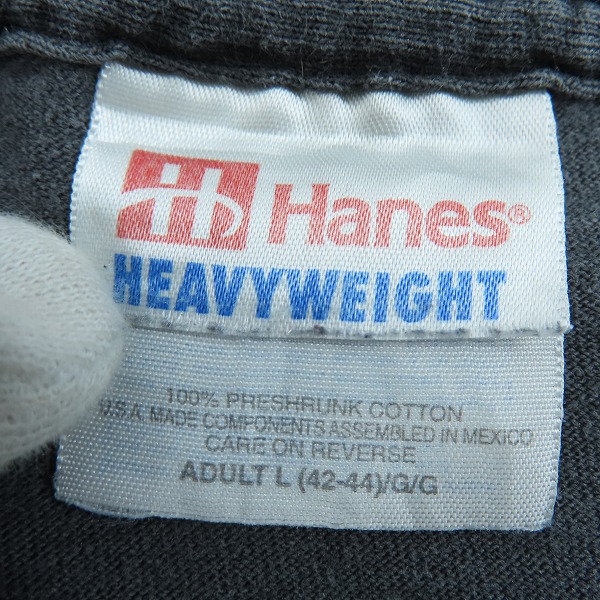 Hanes®
HEAVYWEIGHT
100% PRESHRUNK COTTON
U.S.A. MADE COMPONENTS ASSEMBLED IN MEXICO
CARE ON REVERSE
ADULT L (42-44)/G/G